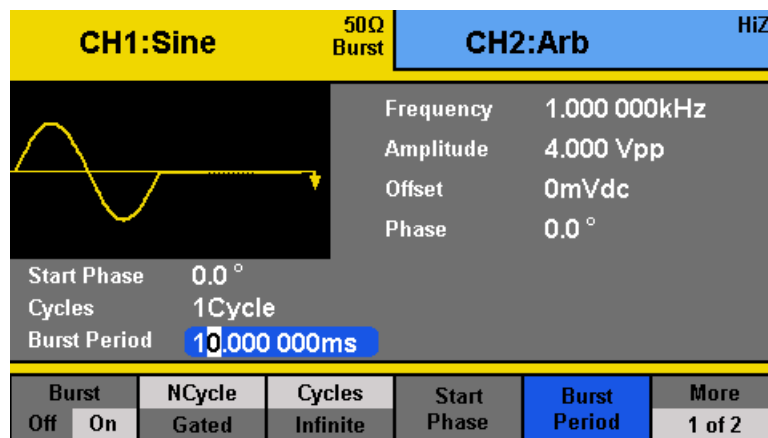 CH1:Sine
50Ω
Burst
CH2:Arb
HiZ
Frequency 1.000 000kHz
Amplitude 4.000 Vpp
Offset 0mVdc
Phase 0.0 °
Start Phase 0.0 °
Cycles 1Cycle
Burst Period 10.000 000ms
Burst
Off On
NCycle
Gated
Cycles
Infinite
Start
Phase
Burst
Period
More
1 of 2